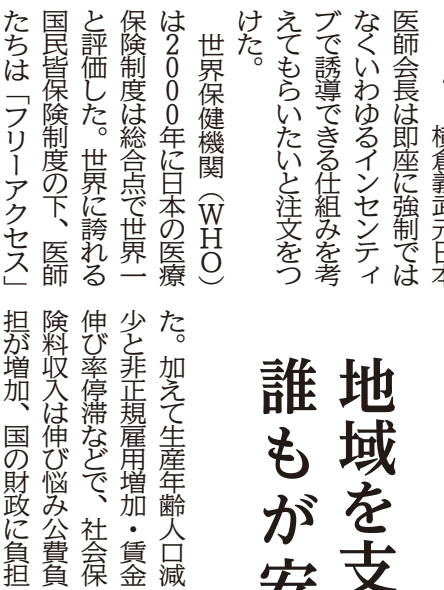 横倉義武元日本
医師会長は即座に強制では
なくいわゆるインセンティ
ブで誘導できる仕組みを考
えてもらいたいと注文をつ
けた。
世界保健機関（WHO）
は2000年に日本の医療
保険制度は総合点で世界一
と評価した。世界に誇れる
国民皆保険制度の下、医師
たちは「フリーアクセス」
地域を支
誰もが安
た。加えて生産年齢人口減
少と非正規雇用増加・賃金
伸び率停滞などで、社会保
険料収入は伸び悩み公費負
担が増加、国の財政に負担